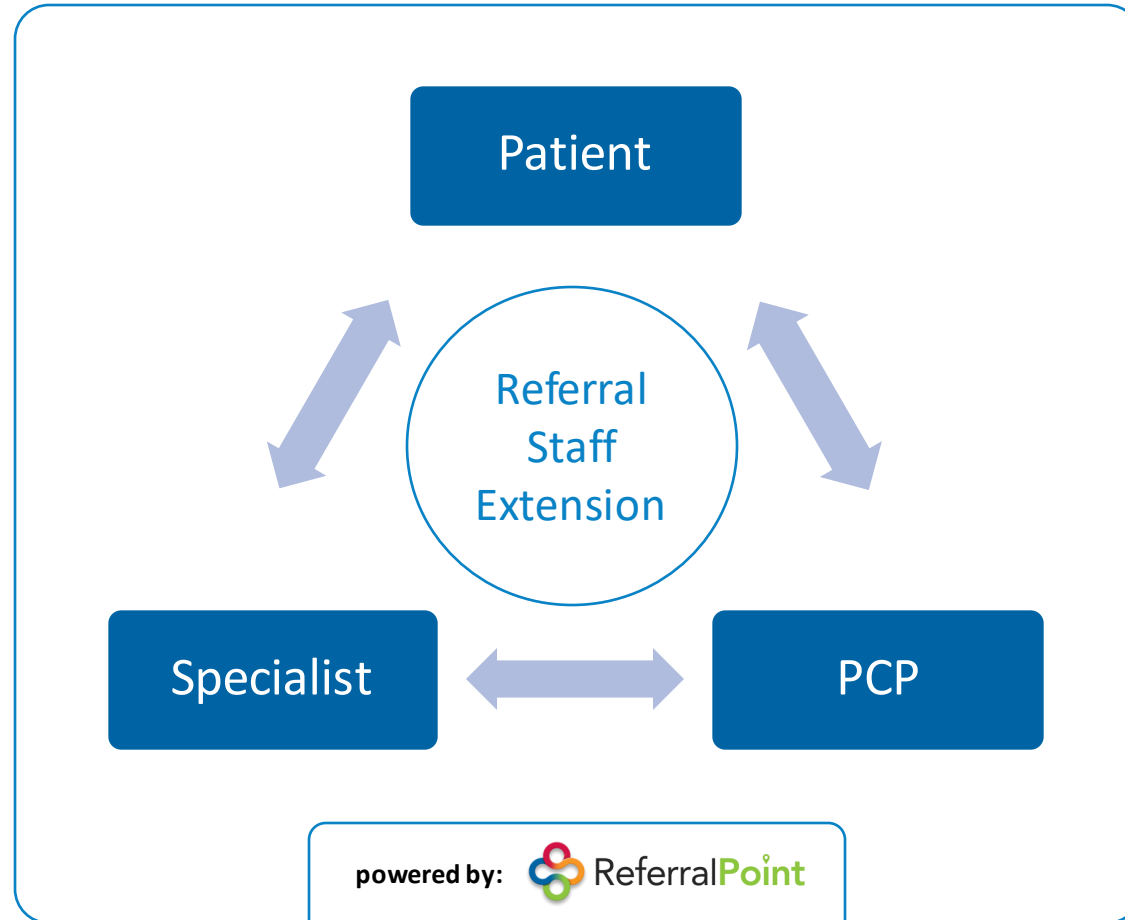 Patient
Referral
Staff
Extension
Specialist
PCP
powered by:
ReferralPoint